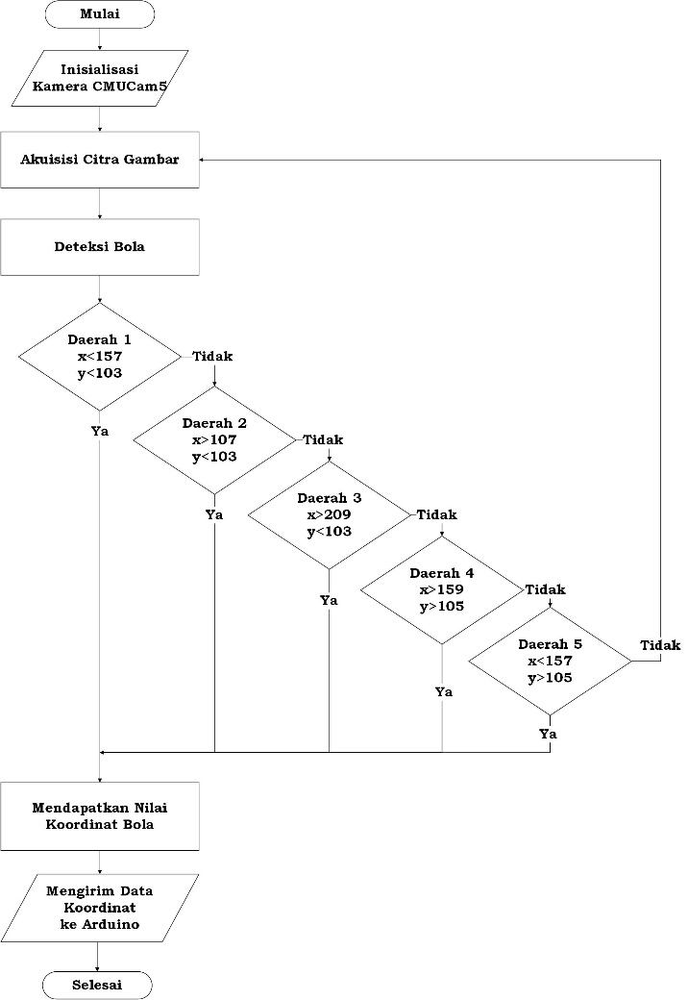 Mulai
Inisialisasi
Kamera CMUCam5
Akuisisi Citra Gambar
Deteksi Bola
Daerah 1
x<157
y<103
Tidak
Ya
Daerah 2
x>107
y<103
Tidak
Ya
Daerah 3
x>209
y<103
Tidak
Ya
Daerah 4
x>159
y>105
Tidak
Ya
Daerah 5
x<157
y>105
Tidak
Ya
Mendapatkan Nilai
Koordinat Bola
Mengirim Data
Koordinat
ke Arduino
Selesai